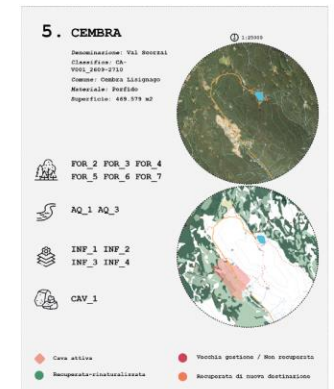 5. CEMBRA
Denominazione: Val Scorzai
Classifica: CA-
V001_2609-2710
Comune: Cembra Lisignago
Materiale: Porfido
Superficie: 469.579 m2
1:25000
FOR_2 FOR_3 FOR_4
FOR_5 FOR_6 FOR_7
AQ_1 AQ_3
INF_1 INF_2
INF_3 INF_4
CAV_1
Cava attiva
Vecchia gestione / Non recuperata
Recuperata-rinaturalizzata
Recuperata di nuova destinazione